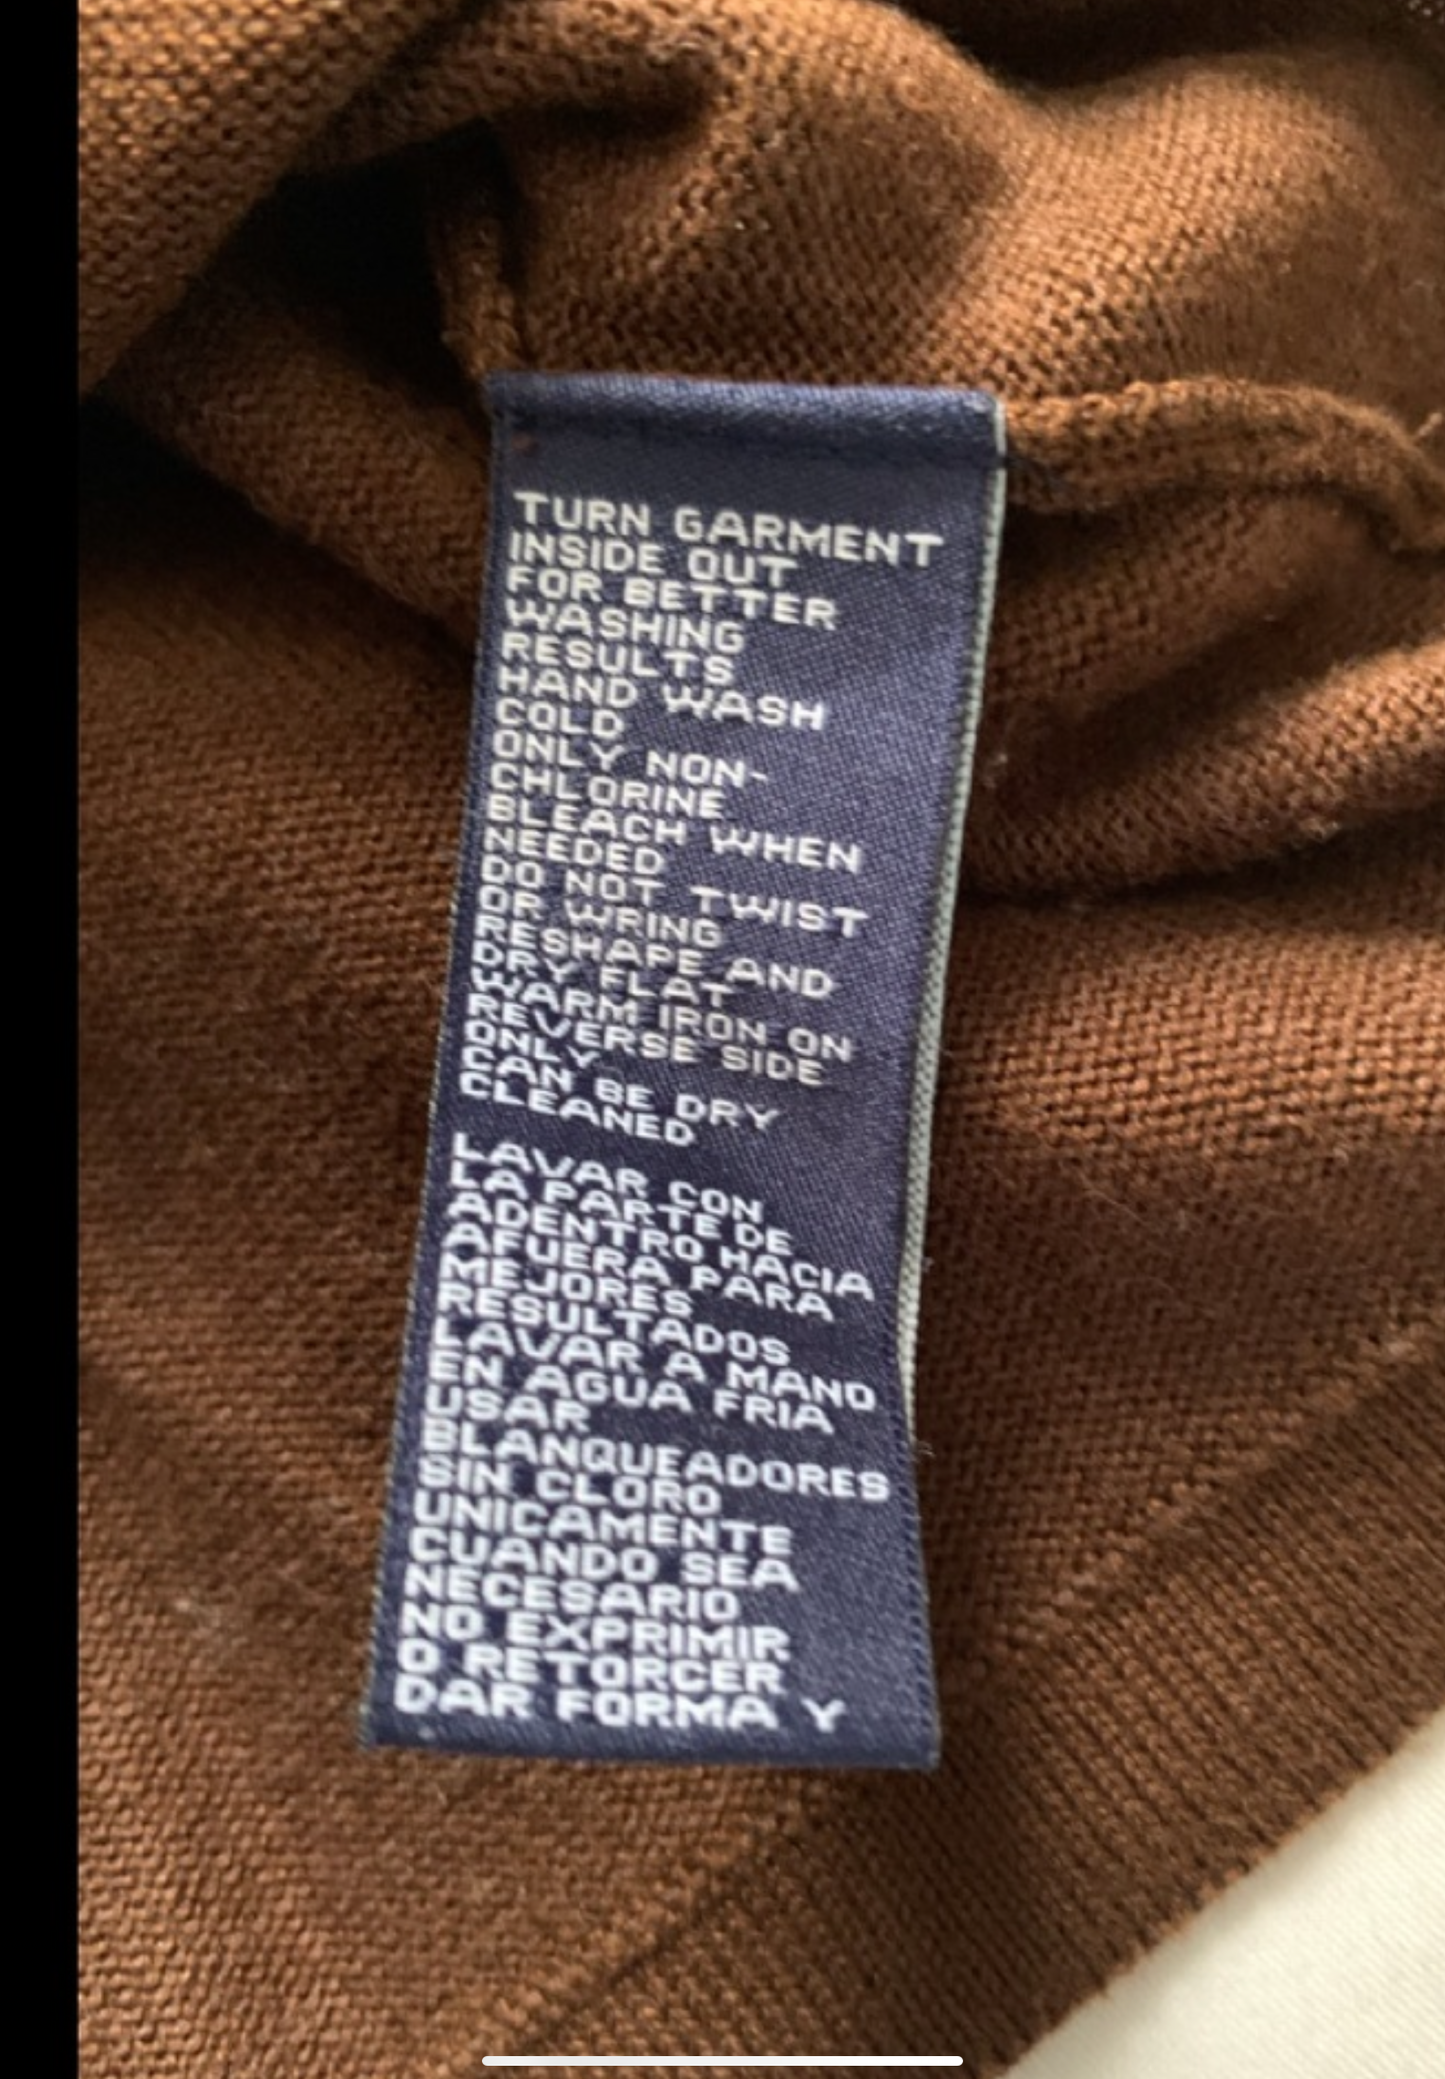 TURN GARMENT
INSIDE OUT
FOR BETTER
WASHING
RESULTS
HAND WASH
COLD
ONLY NON-
CHLORINE
BLEACH WHEN
NEEDED
DO NOT TWIST
OR WRING
RESHAPE AND
DRY FLAT
WARM IRON ON
REVERSE SIDE
ONLY
CAN BE DRY
CLEANED
LAVAR CON
LA PARTE DE
ADENTRO HACIA
AFUERA PARA
MEJORES
RESULTADOS
LAVAR A MANO
EN AGUA FRIA
USAR
BLANQUEADORES
SIN CLORO
UNICAMENTE
CUANDO SEA
NECESARIO
NO EXPRIMIR
O RETORCER
DAR FORMA Y